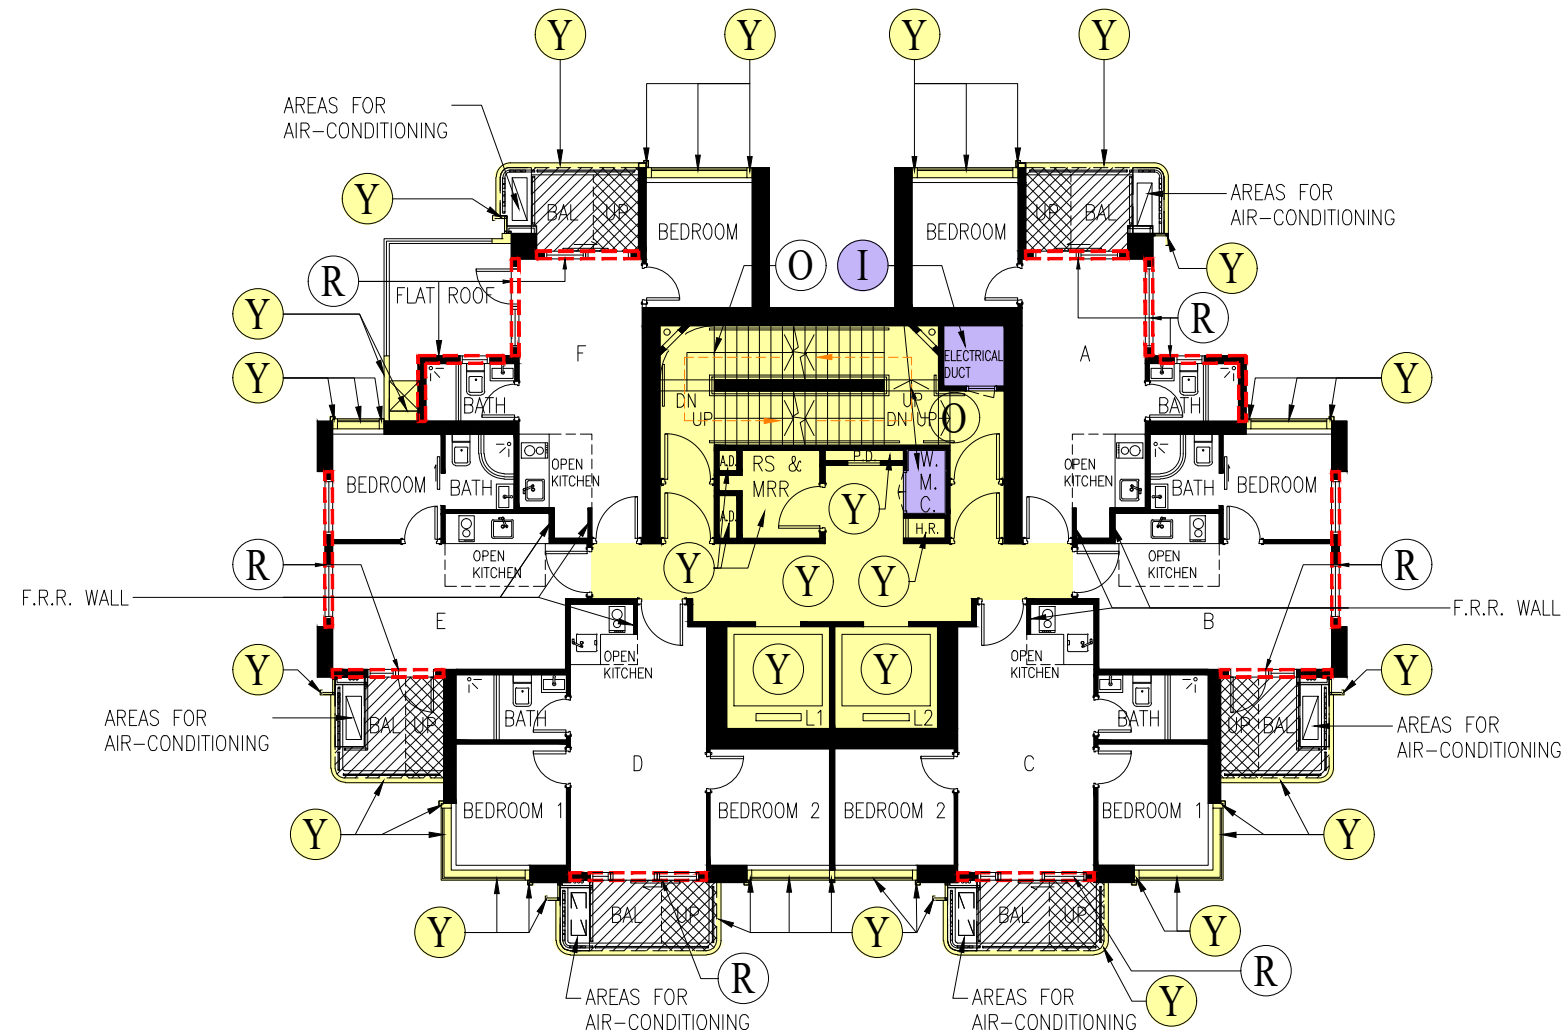 Y
Y
Y
Y
AREAS FOR
AIR-CONDITIONING
AREAS FOR
AIR-CONDITIONING
Y
BAL
UP
BEDROOM
BEDROOM
UP
BAL
R
O
I
Y
FLAT ROOF
Y
R
F
ELECTRICAL
DUCT
A
Y
DN
UP
UP
DN UP
O
Y
BATH
BATH
BEDROOM
BATH
OPEN
KITCHEN
A.D.
RS &
MRR
P.D.
W.
M.
C.
OPEN
KITCHEN
BATH
BEDROOM
A.D.
Y
H.R.
R
OPEN
KITCHEN
Y
Y
Y
OPEN
KITCHEN
R
F.R.R. WALL
E
B
F.R.R. WALL
Y
OPEN
KITCHEN
Y
Y
OPEN
KITCHEN
Y
AREAS FOR
AIR-CONDITIONING
BAL
UP
BATH
L1
L2
BATH
UP
BAL
AREAS FOR
AIR-CONDITIONING
D
C
Y
BEDROOM 1
BEDROOM 2
BEDROOM 2
BEDROOM 1
Y
Y
BAL
UP
Y
BAL
UP
Y
R
R
Y
AREAS FOR
AIR-CONDITIONING
AREAS FOR
AIR-CONDITIONING